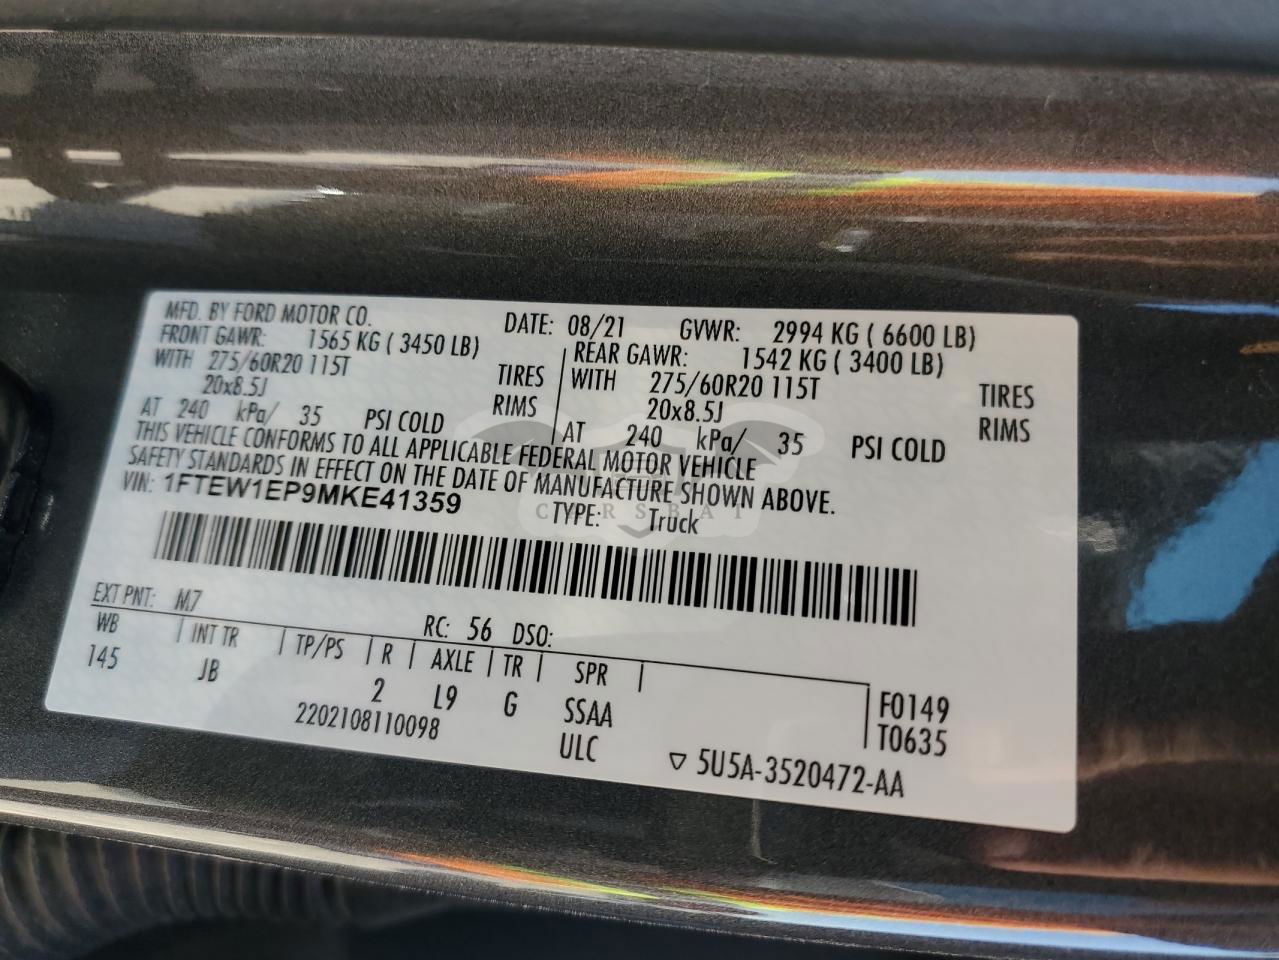 MFD. BY FORD MOTOR CO. DATE: 08/21 GVWR: 2994 KG ( 6600 LB)
FRONT GAWR: 1565 KG ( 3450 LB) REAR GAWR: 1542 KG ( 3400 LB)
WITH 275/60R20 115T TIRES WITH 275/60R20 115T TIRES
20x8.5J RIMS 20x8.5J RIMS
AT 240 kPa/ 35 PSI COLD AT 240 kPa/ 35 PSI COLD
THIS VEHICLE CONFORMS TO ALL APPLICABLE FEDERAL MOTOR VEHICLE
SAFETY STANDARDS IN EFFECT ON THE DATE OF MANUFACTURE SHOWN ABOVE.
VIN: 1FTEW1EP9MKE41359 TYPE: Truck
CARSBAT
EXT PNT: M7 RC: 56 DSO:
WB INT TR TP/PS R AXLE TR SPR
145 JB 2 L9 G SSAA F0149
2202108110098 ULC T0635
5U5A-3520472-AA